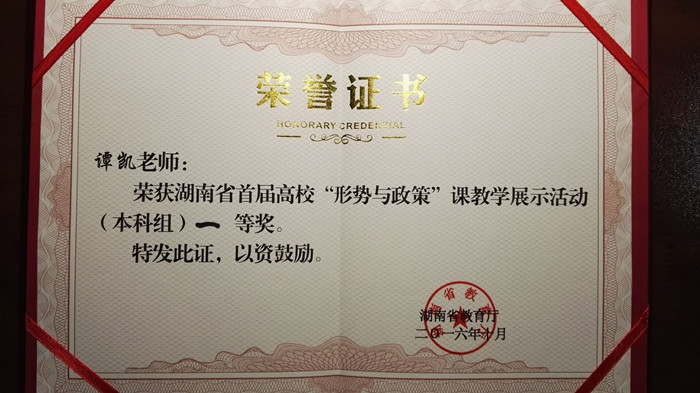 荣誉证书
HONORARY CREDENTIAL
谭凯老师：
荣获湖南省首届高校“形势与政策”课教学展示活动
（本科组）一 等奖。
特发此证，以资鼓励。
湖南省教育厅
二〇一六年十月